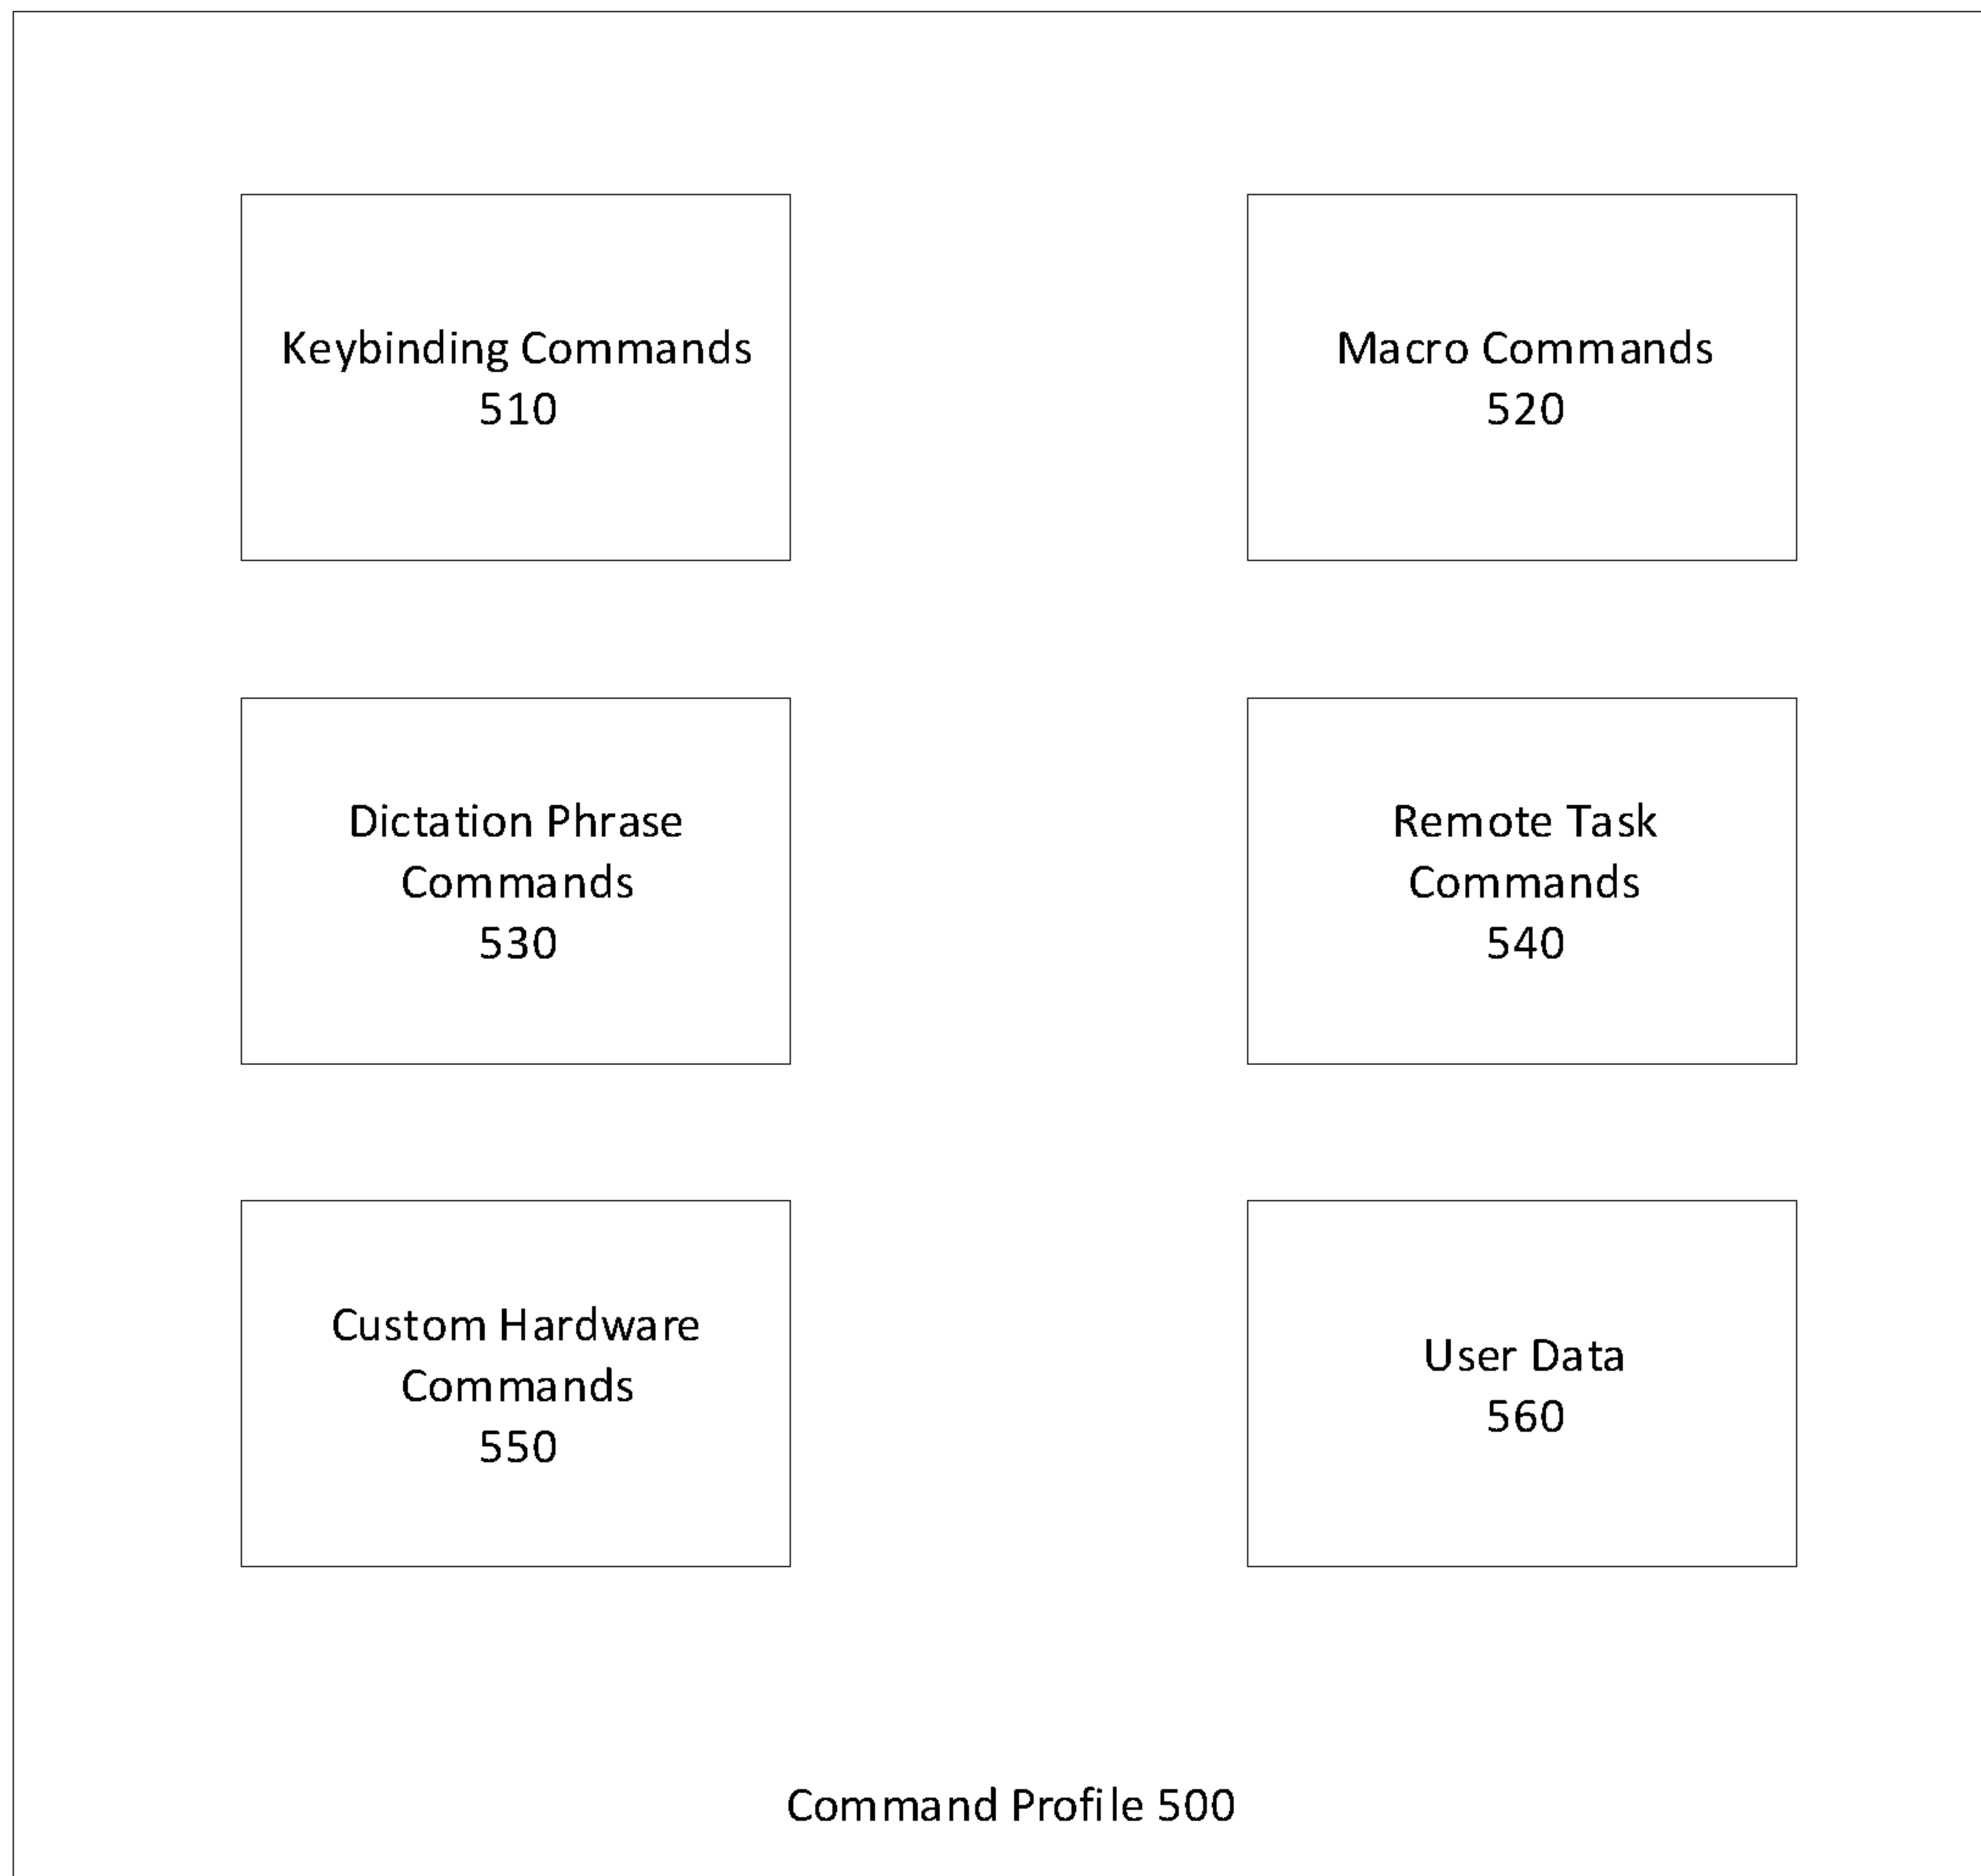 Keybinding Commands
510
Macro Commands
520
Dictation Phrase
Commands
530
Remote Task
Commands
540
Custom Hardware
Commands
550
User Data
560
Command Profile 500